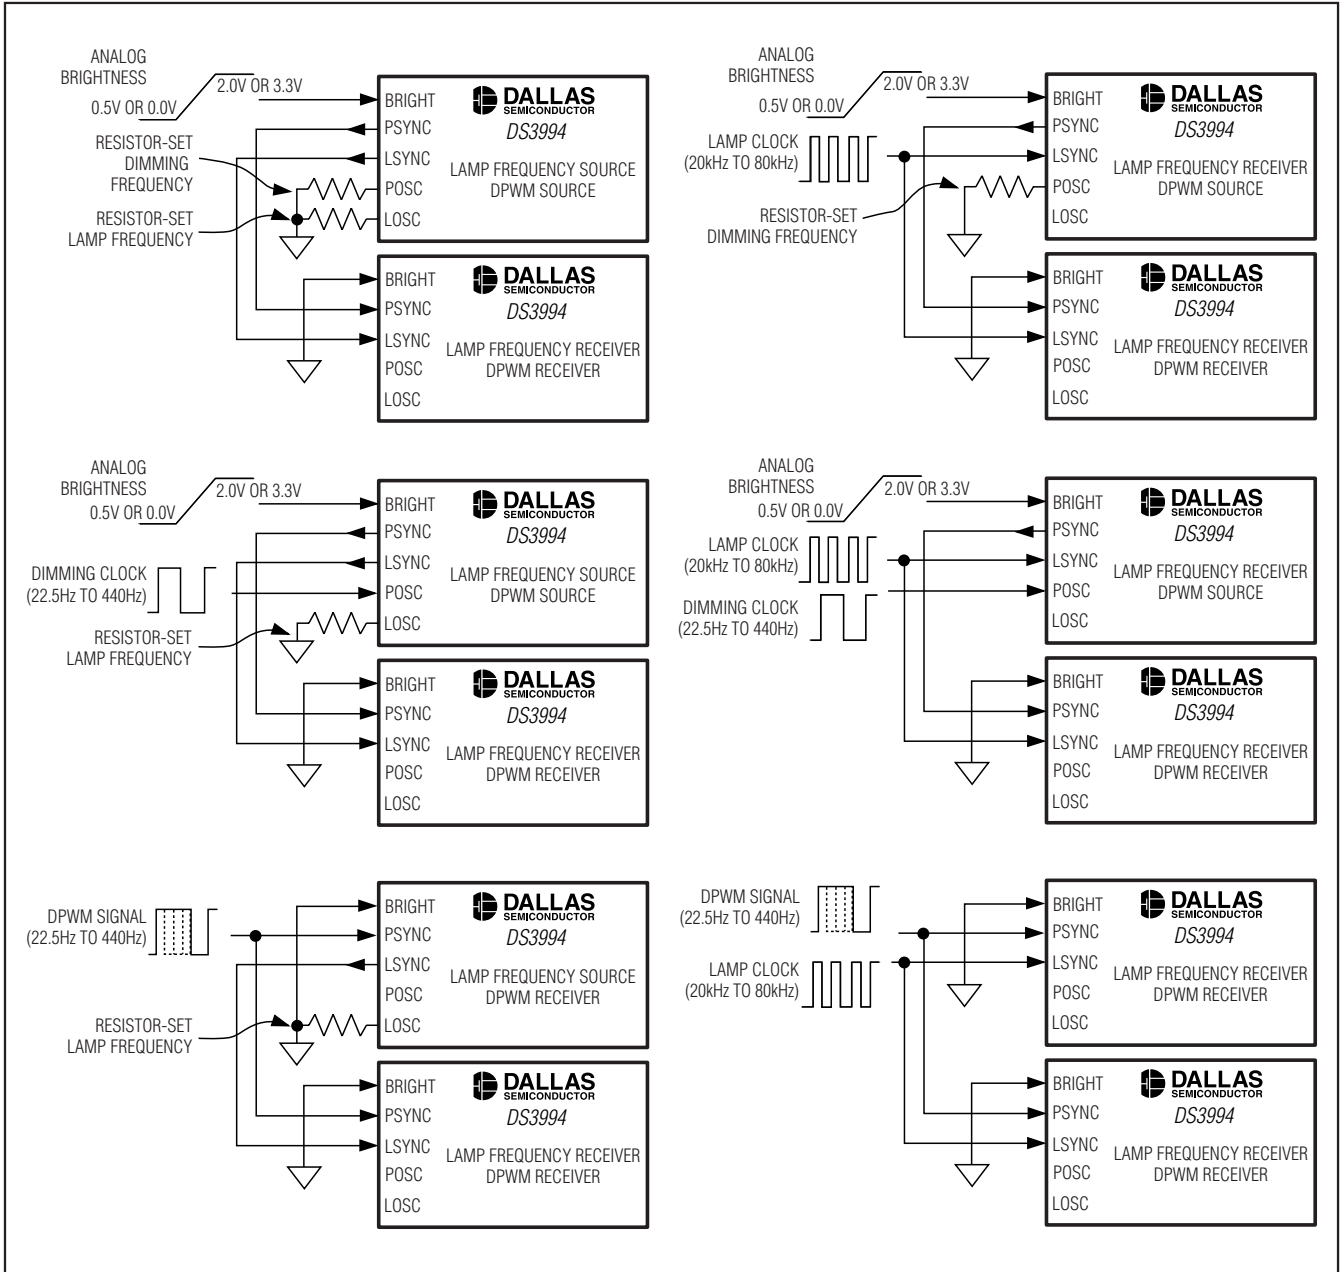 ANALOG
BRIGHTNESS
0.5V OR 0.0V
2.0V OR 3.3V
RESISTOR-SET
DIMMING
FREQUENCY
RESISTOR-SET
LAMP FREQUENCY
BRIGHT
PSYNC
LSYNC
POSC
LOSC
DALLAS
SEMICONDUCTOR
DS3994
LAMP FREQUENCY SOURCE
DPWM SOURCE
BRIGHT
PSYNC
LSYNC
POSC
LOSC
DALLAS
SEMICONDUCTOR
DS3994
LAMP FREQUENCY RECEIVER
DPWM RECEIVER
ANALOG
BRIGHTNESS
0.5V OR 0.0V
2.0V OR 3.3V
LAMP CLOCK
(20kHz TO 80kHz)
RESISTOR-SET
DIMMING FREQUENCY
BRIGHT
PSYNC
LSYNC
POSC
LOSC
DALLAS
SEMICONDUCTOR
DS3994
LAMP FREQUENCY RECEIVER
DPWM SOURCE
BRIGHT
PSYNC
LSYNC
POSC
LOSC
DALLAS
SEMICONDUCTOR
DS3994
LAMP FREQUENCY RECEIVER
DPWM RECEIVER
ANALOG
BRIGHTNESS
0.5V OR 0.0V
2.0V OR 3.3V
DIMMING CLOCK
(22.5Hz TO 440Hz)
RESISTOR-SET
LAMP FREQUENCY
BRIGHT
PSYNC
LSYNC
POSC
LOSC
DALLAS
SEMICONDUCTOR
DS3994
LAMP FREQUENCY SOURCE
DPWM SOURCE
BRIGHT
PSYNC
LSYNC
POSC
LOSC
DALLAS
SEMICONDUCTOR
DS3994
LAMP FREQUENCY RECEIVER
DPWM RECEIVER
ANALOG
BRIGHTNESS
0.5V OR 0.0V
2.0V OR 3.3V
LAMP CLOCK
(20kHz TO 80kHz)
DIMMING CLOCK
(22.5Hz TO 440Hz)
BRIGHT
PSYNC
LSYNC
POSC
LOSC
DALLAS
SEMICONDUCTOR
DS3994
LAMP FREQUENCY RECEIVER
DPWM SOURCE
BRIGHT
PSYNC
LSYNC
POSC
LOSC
DALLAS
SEMICONDUCTOR
DS3994
LAMP FREQUENCY RECEIVER
DPWM RECEIVER
DPWM SIGNAL
(22.5Hz TO 440Hz)
RESISTOR-SET
LAMP FREQUENCY
BRIGHT
PSYNC
LSYNC
POSC
LOSC
DALLAS
SEMICONDUCTOR
DS3994
LAMP FREQUENCY SOURCE
DPWM RECEIVER
BRIGHT
PSYNC
LSYNC
POSC
LOSC
DALLAS
SEMICONDUCTOR
DS3994
LAMP FREQUENCY RECEIVER
DPWM RECEIVER
DPWM SIGNAL
(22.5Hz TO 440Hz)
LAMP CLOCK
(20kHz TO 80kHz)
BRIGHT
PSYNC
LSYNC
POSC
LOSC
DALLAS
SEMICONDUCTOR
DS3994
LAMP FREQUENCY RECEIVER
DPWM RECEIVER
BRIGHT
PSYNC
LSYNC
POSC
LOSC
DALLAS
SEMICONDUCTOR
DS3994
LAMP FREQUENCY RECEIVER
DPWM RECEIVER